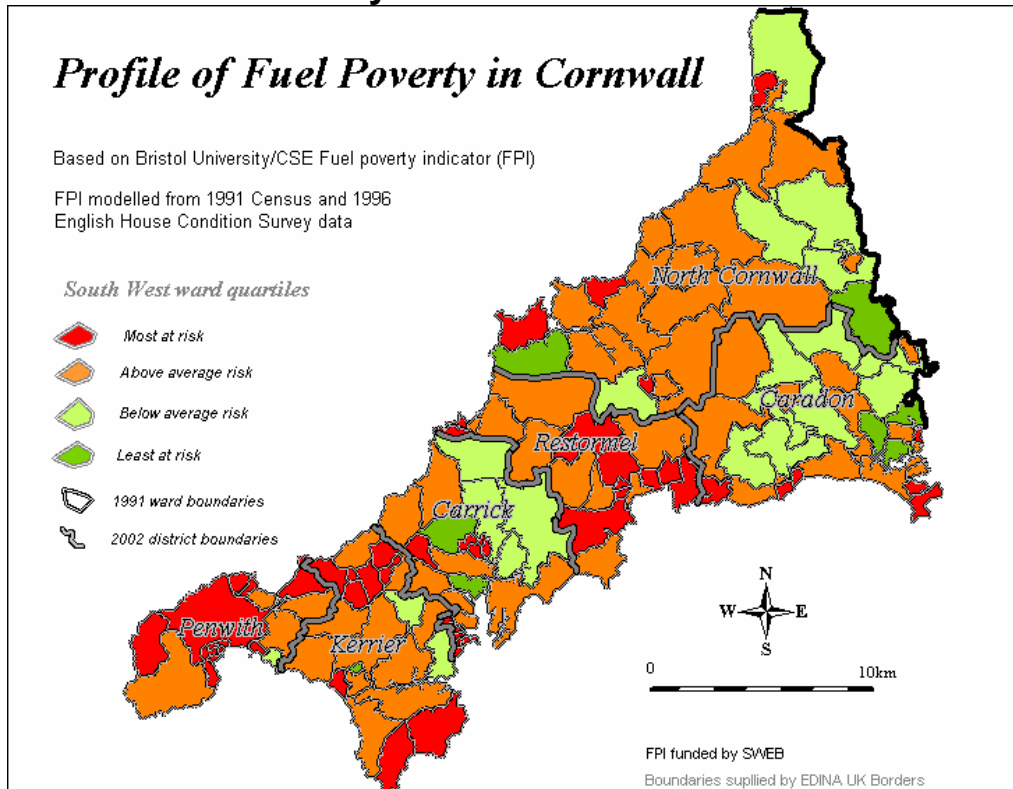 Profile of Fuel Poverty in Cornwall
Based on Bristol University/CSE Fuel poverty indicator (FPI)
FPI modelled from 1991 Census and 1996
English House Condition Survey data
South West ward quartiles
Most at risk
Above average risk
Below average risk
Least at risk
1991 ward boundaries
2002 district boundaries
North Cornwall
Caradon
Restormel
Carrick
Penwith
Kerrier
N
W E
S
0 10km
FPI funded by SWEB
Boundaries supllied by EDINA UK Borders